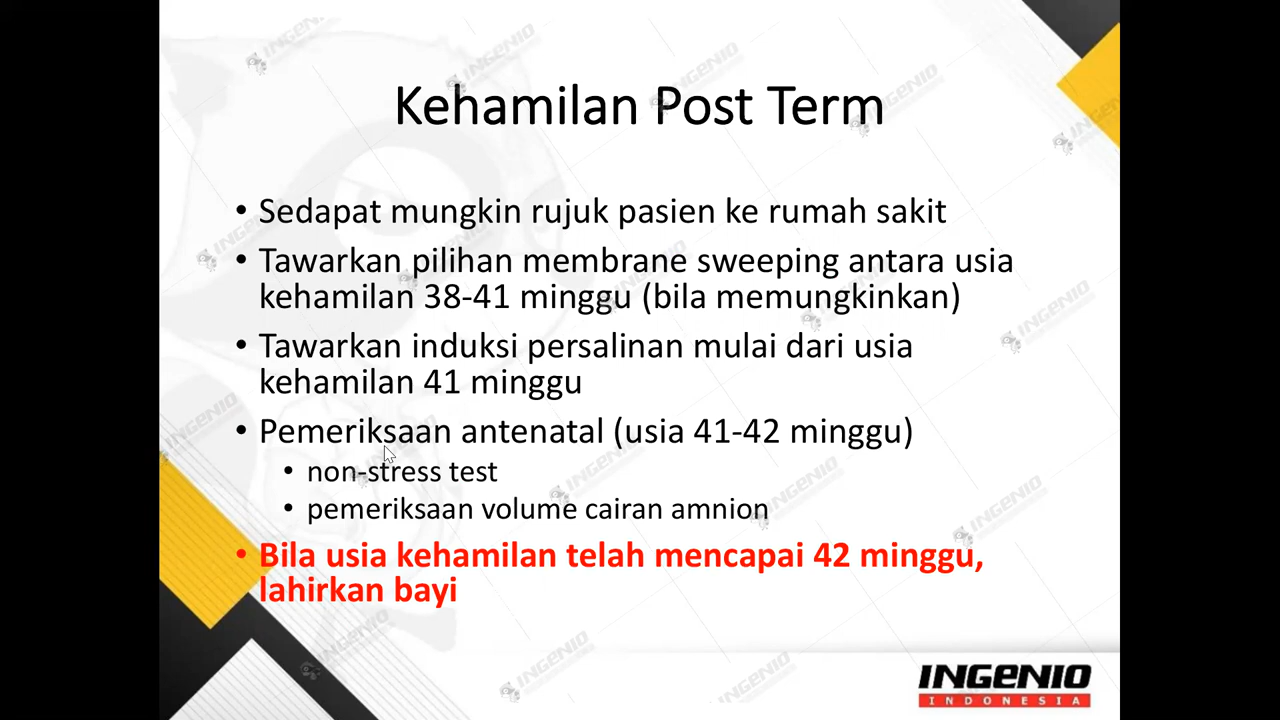 Kehamilan Post Term
• Sedapat mungkin rujuk pasien ke rumah sakit
• Tawarkan pilihan membrane sweeping antara usia
kehamilan 38-41 minggu (bila memungkinkan)
• Tawarkan induksi persalinan mulai dari usia
kehamilan 41 minggu
• Pemeriksaan antenatal (usia 41-42 minggu)
• non-stress test
• pemeriksaan volume cairan amnion
• Bila usia kehamilan telah mencapai 42 minggu,
lahirkan bayi
INGENIO
INDONESIA